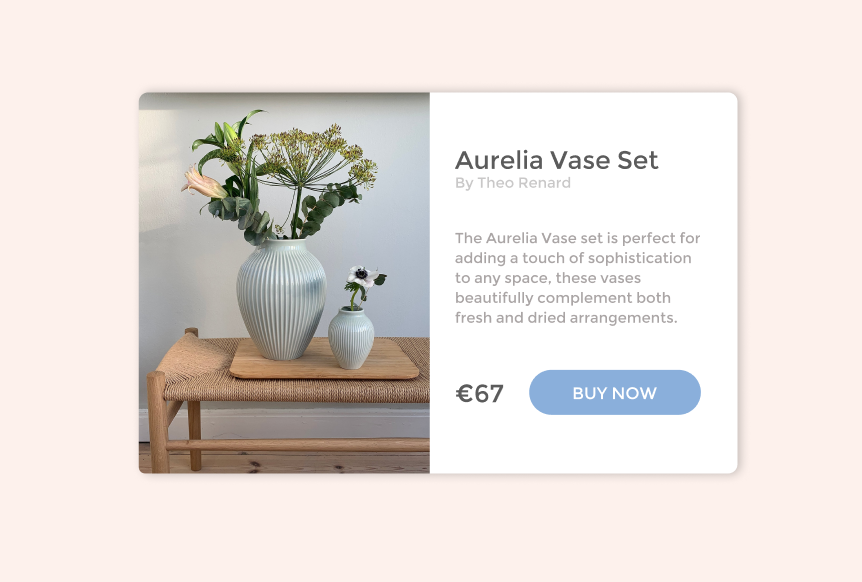 Aurelia Vase Set
By Theo Renard
The Aurelia Vase set is perfect for
adding a touch of sophistication
to any space, these vases
beautifully complement both
fresh and dried arrangements.
€67
BUY NOW